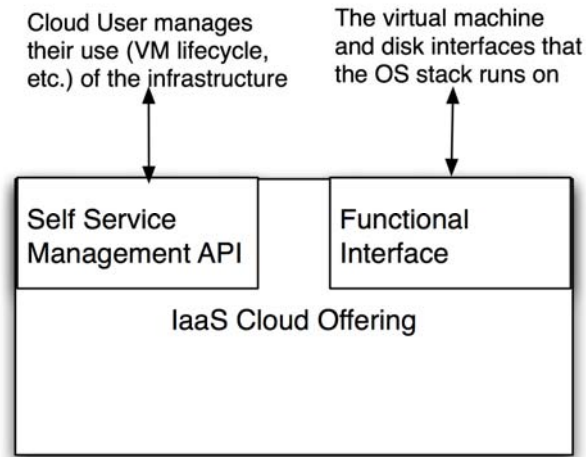 Cloud User manages
their use (VM lifecycle,
etc.) of the infrastructure
The virtual machine
and disk interfaces that
the OS stack runs on
Self Service
Management API
Functional
Interface
IaaS Cloud Offering